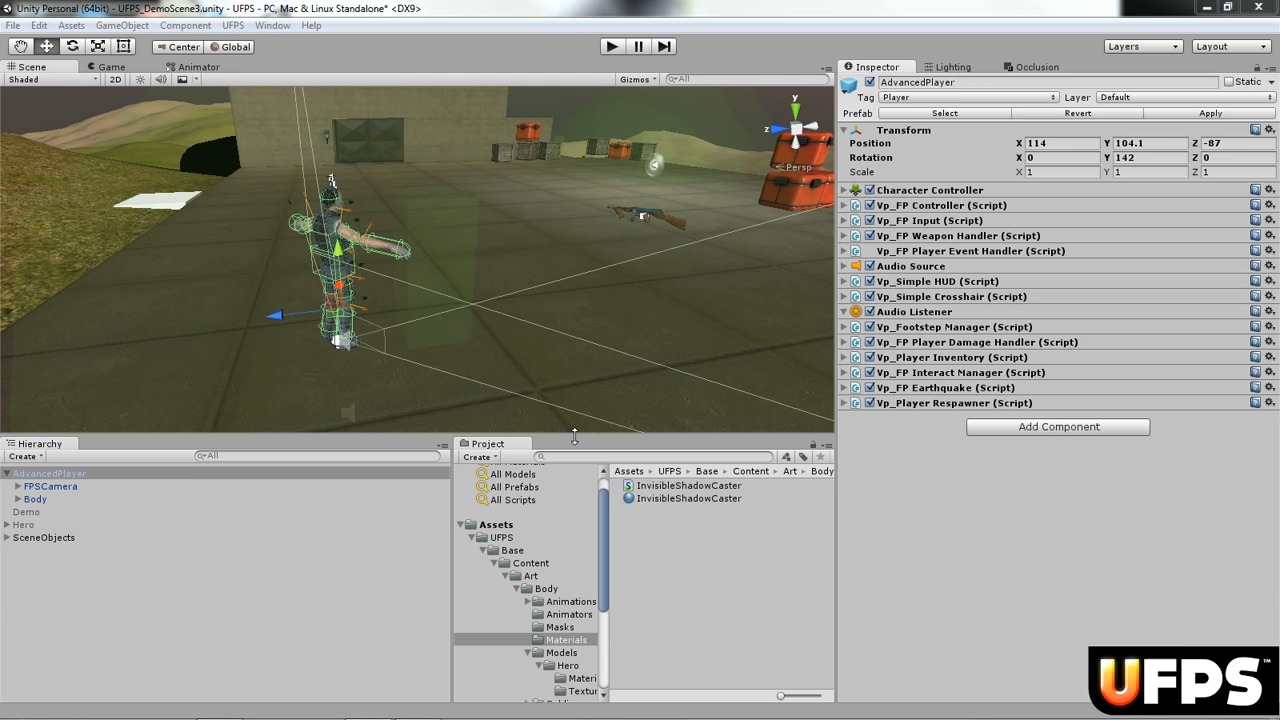 Unity Personal (64bit) - UFPS_DemoScene3.unity - UFPS - PC, Mac & Linux Standalone* <DX9>
File Edit Assets GameObject Component UFPS Window Help
Center Global Layers Layout
Scene Game Animator
Shaded 2D Gizmos All
y
z
Persp
Inspector Lighting Occlusion
AdvancedPlayer Static
Tag Player Layer Default
Prefab Select Revert Apply
Transform
Position X 114 Y 104.1 Z -87
Rotation X 0 Y 142 Z 0
Scale X 1 Y 1 Z 1
Character Controller
Vp_FP Controller (Script)
Vp_FP Input (Script)
Vp_FP Weapon Handler (Script)
Vp_FP Player Event Handler (Script)
Audio Source
Vp_Simple HUD (Script)
Vp_Simple Crosshair (Script)
Audio Listener
Vp_Footstep Manager (Script)
Vp_FP Player Damage Handler (Script)
Vp_Player Inventory (Script)
Vp_FP Interact Manager (Script)
Vp_FP Earthquake (Script)
Vp_Player Respawner (Script)
Add Component
Hierarchy
Create All
AdvancedPlayer
FPSCamera
Body
Demo
Hero
SceneObjects
Project
Create
All Models
All Prefabs
All Scripts
Assets
UFPS
Base
Content
Art
Body
Animations
Animators
Masks
Materials
Models
Hero
Materi
Textur
Assets UFPS Base Content Art Body
InvisibleShadowCaster
InvisibleShadowCaster
UFPS™